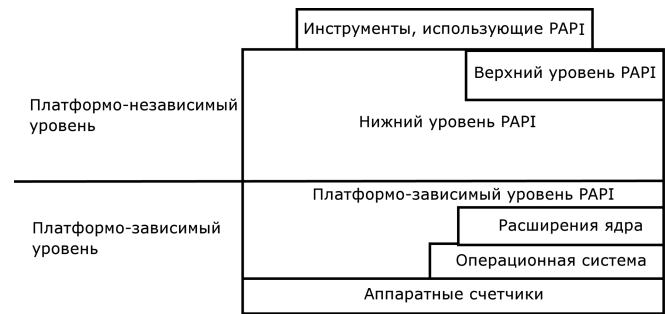 Инструменты, использующие PAPI
Верхний уровень PAPI
Платформо-независимый
уровень
Нижний уровень PAPI
Платформо-зависимый уровень PAPI
Платформо-зависимый
уровень
Расширения ядра
Операционная система
Аппаратные счетчики